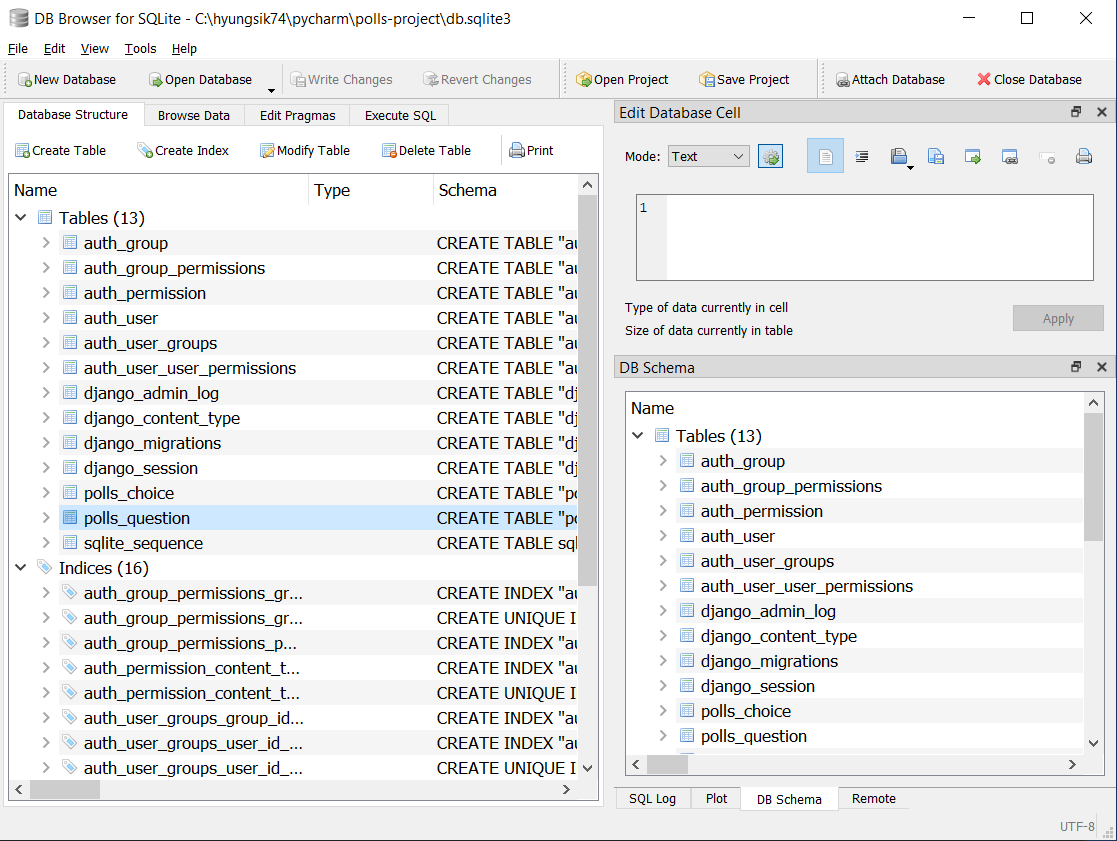 DB Browser for SQLite - C:\hyungsik74\pycharm\polls-project\db.sqlite3
File Edit View Tools Help
New Database Open Database Write Changes Revert Changes Open Project Save Project Attach Database Close Database
Database Structure Browse Data Edit Pragmas Execute SQL
Create Table Create Index Modify Table Delete Table Print
Name Type Schema
Tables (13)
auth_group CREATE TABLE "au
auth_group_permissions CREATE TABLE "au
auth_permission CREATE TABLE "au
auth_user CREATE TABLE "au
auth_user_groups CREATE TABLE "au
auth_user_user_permissions CREATE TABLE "au
django_admin_log CREATE TABLE "dj
django_content_type CREATE TABLE "dj
django_migrations CREATE TABLE "dj
django_session CREATE TABLE "dj
polls_choice CREATE TABLE "po
polls_question CREATE TABLE "po
sqlite_sequence CREATE TABLE sql
Indices (16)
auth_group_permissions_gr... CREATE INDEX "au
auth_group_permissions_gr... CREATE UNIQUE I
auth_group_permissions_p... CREATE INDEX "au
auth_permission_content_t... CREATE INDEX "au
auth_permission_content_t... CREATE UNIQUE I
auth_user_groups_group_id... CREATE INDEX "au
auth_user_groups_user_id_... CREATE INDEX "au
auth_user_groups_user_id_... CREATE UNIQUE I
Edit Database Cell
Mode: Text
1
Type of data currently in cell
Size of data currently in table
Apply
DB Schema
Name
Tables (13)
auth_group
auth_group_permissions
auth_permission
auth_user
auth_user_groups
auth_user_user_permissions
django_admin_log
django_content_type
django_migrations
django_session
polls_choice
polls_question
SQL Log Plot DB Schema Remote
UTF-8